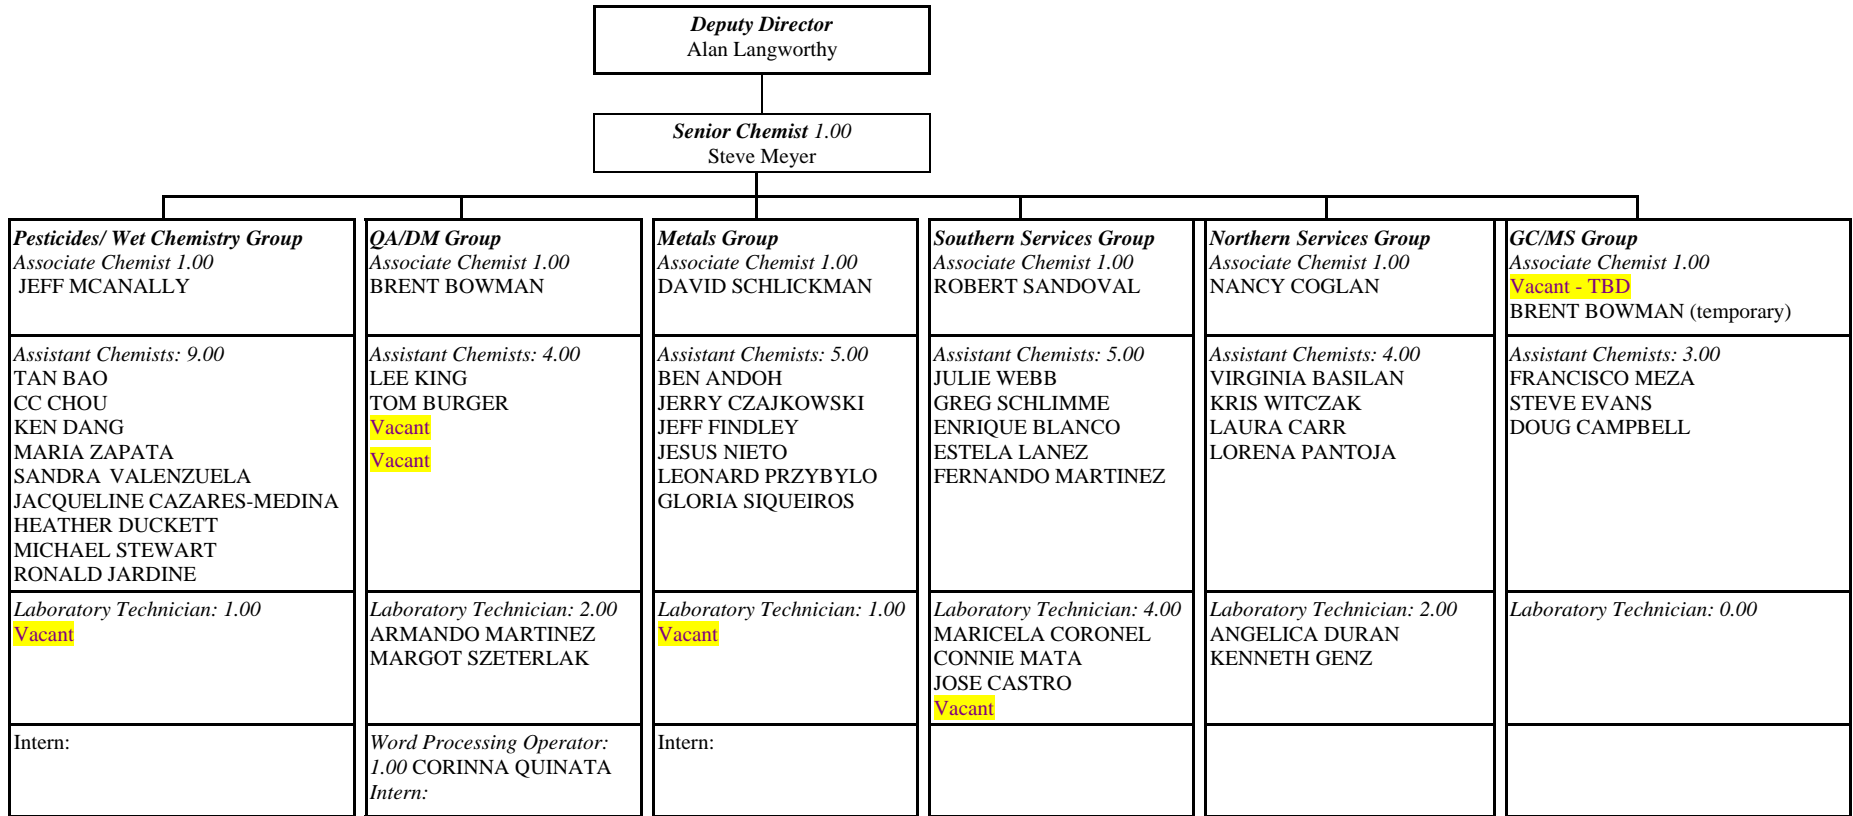 Deputy Director
Alan Langworthy
Senior Chemist 1.00
Steve Meyer
Pesticides/ Wet Chemistry Group
Associate Chemist 1.00
JEFF MCANALLY
Assistant Chemists: 9.00
TAN BAO
CC CHOU
KEN DANG
MARIA ZAPATA
SANDRA VALENZUELA
JACQUELINE CAZARES-MEDINA
HEATHER DUCKETT
MICHAEL STEWART
RONALD JARDINE
Laboratory Technician: 1.00
Vacant
Intern:
QA/DM Group
Associate Chemist 1.00
BRENT BOWMAN
Assistant Chemists: 4.00
LEE KING
TOM BURGER
Vacant
Vacant
Laboratory Technician: 2.00
ARMANDO MARTINEZ
MARGOT SZETERLAK
Word Processing Operator:
1.00 CORINNA QUINATA
Intern:
Metals Group
Associate Chemist 1.00
DAVID SCHLICKMAN
Assistant Chemists: 5.00
BEN ANDOH
JERRY CZAJKOWSKI
JEFF FINDLEY
JESUS NIETO
LEONARD PRZYBYLO
GLORIA SIQUEIROS
Laboratory Technician: 1.00
Vacant
Intern:
Southern Services Group
Associate Chemist 1.00
ROBERT SANDOVAL
Assistant Chemists: 5.00
JULIE WEBB
GREG SCHLIMME
ENRIQUE BLANCO
ESTELA LANEZ
FERNANDO MARTINEZ
Laboratory Technician: 4.00
MARICELA CORONEL
CONNIE MATA
JOSE CASTRO
Vacant
Northern Services Group
Associate Chemist 1.00
NANCY COGLAN
Assistant Chemists: 4.00
VIRGINIA BASILAN
KRIS WITCZAK
LAURA CARR
LORENA PANTOJA
Laboratory Technician: 2.00
ANGELICA DURAN
KENNETH GENZ
GC/MS Group
Associate Chemist 1.00
Vacant - TBD
BRENT BOWMAN (temporary)
Assistant Chemists: 3.00
FRANCISCO MEZA
STEVE EVANS
DOUG CAMPBELL
Laboratory Technician: 0.00